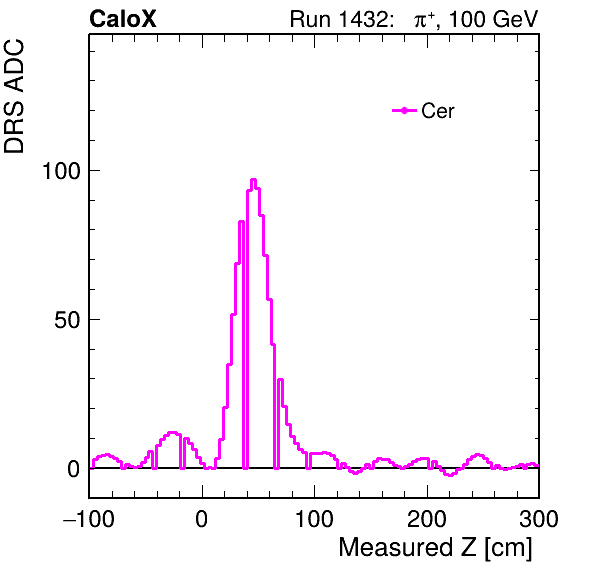 CaloX Run 1432: π⁺, 100 GeV
DRS ADC
Cer
100
50
0
−100 0 100 200 300
Measured Z [cm]